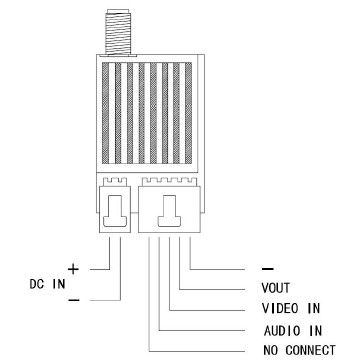 +
DC IN
−
−
VOUT
VIDEO IN
AUDIO IN
NO CONNECT